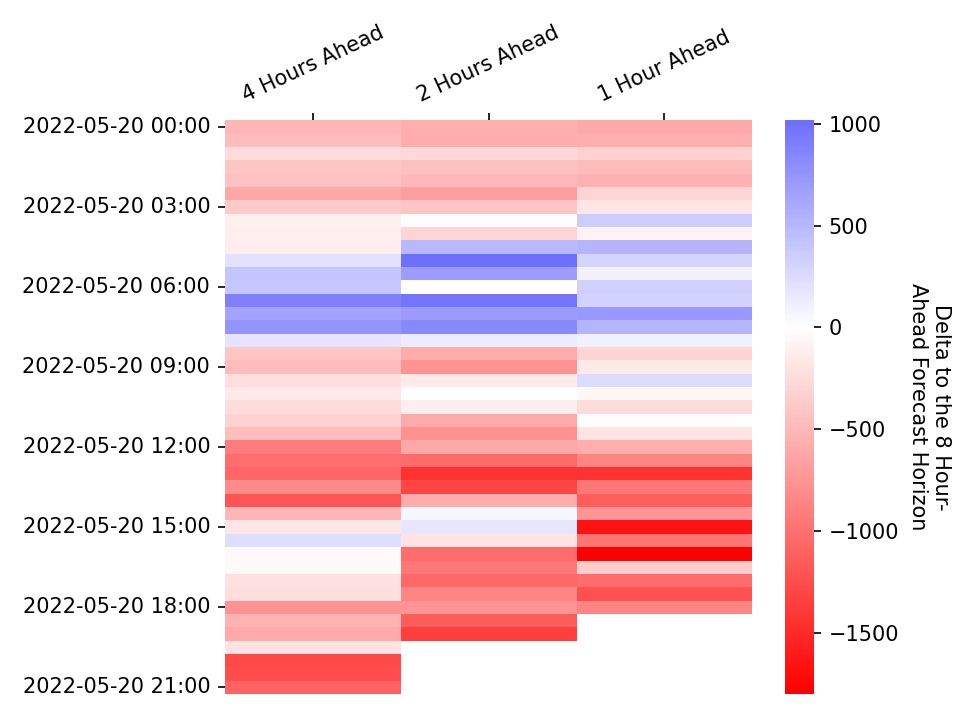 4 Hours Ahead
2 Hours Ahead
1 Hour Ahead
2022-05-20 00:00
2022-05-20 03:00
2022-05-20 06:00
2022-05-20 09:00
2022-05-20 12:00
2022-05-20 15:00
2022-05-20 18:00
2022-05-20 21:00
1000
500
0
−500
−1000
−1500
Delta to the 8 Hour-
Ahead Forecast Horizon